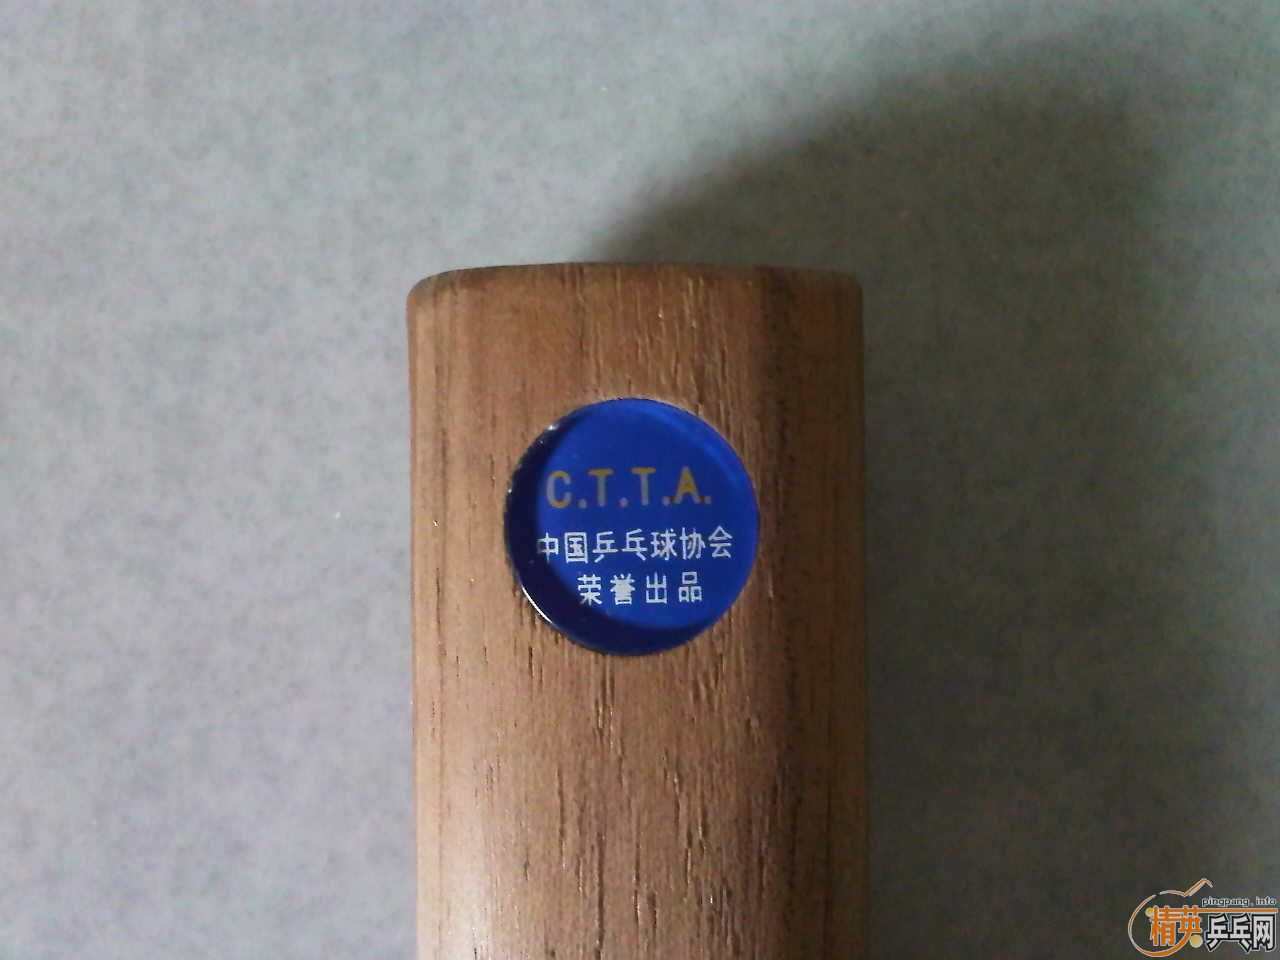 C.T.T.A.
中国乒乓球协会
荣誉出品
pingpang.info
精英乒乓网